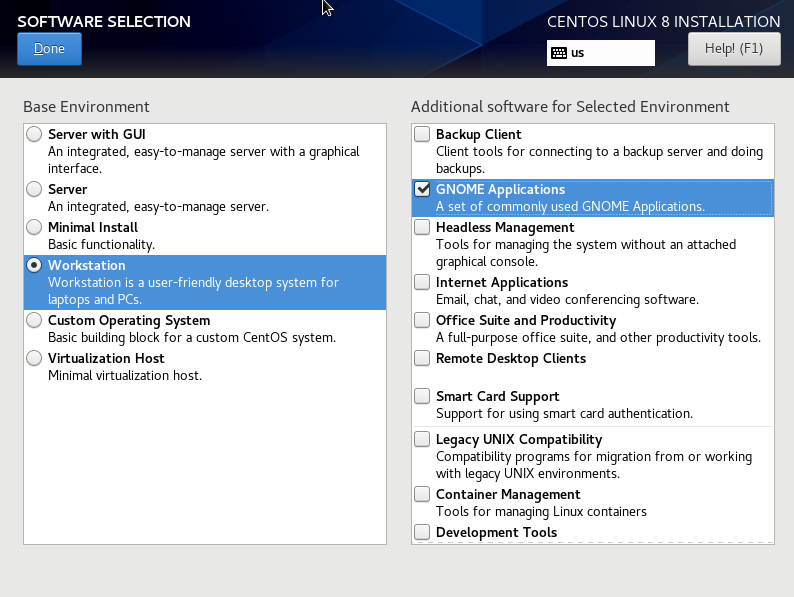 SOFTWARE SELECTION
CENTOS LINUX 8 INSTALLATION
Done
us
Help! (F1)
Base Environment
Server with GUI
An integrated, easy-to-manage server with a graphical
interface.
Server
An integrated, easy-to-manage server.
Minimal Install
Basic functionality.
Workstation
Workstation is a user-friendly desktop system for
laptops and PCs.
Custom Operating System
Basic building block for a custom CentOS system.
Virtualization Host
Minimal virtualization host.
Additional software for Selected Environment
Backup Client
Client tools for connecting to a backup server and doing
backups.
GNOME Applications
A set of commonly used GNOME Applications.
Headless Management
Tools for managing the system without an attached
graphical console.
Internet Applications
Email, chat, and video conferencing software.
Office Suite and Productivity
A full-purpose office suite, and other productivity tools.
Remote Desktop Clients
Smart Card Support
Support for using smart card authentication.
Legacy UNIX Compatibility
Compatibility programs for migration from or working
with legacy UNIX environments.
Container Management
Tools for managing Linux containers
Development Tools